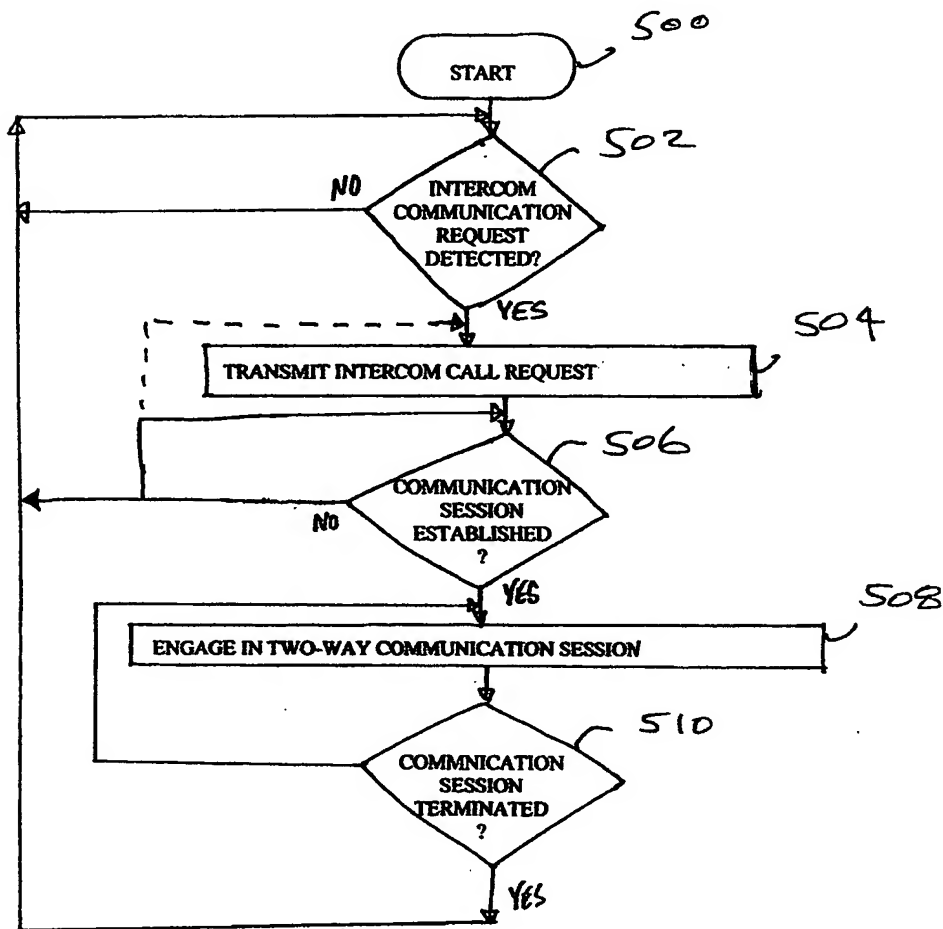 500
START
502
NO
INTERCOM
COMMUNICATION
REQUEST
DETECTED?
YES
504
TRANSMIT INTERCOM CALL REQUEST
506
COMMUNICATION
SESSION
ESTABLISHED
?
NO
YES
508
ENGAGE IN TWO-WAY COMMUNICATION SESSION
510
COMMNICATION
SESSION
TERMINATED
?
YES